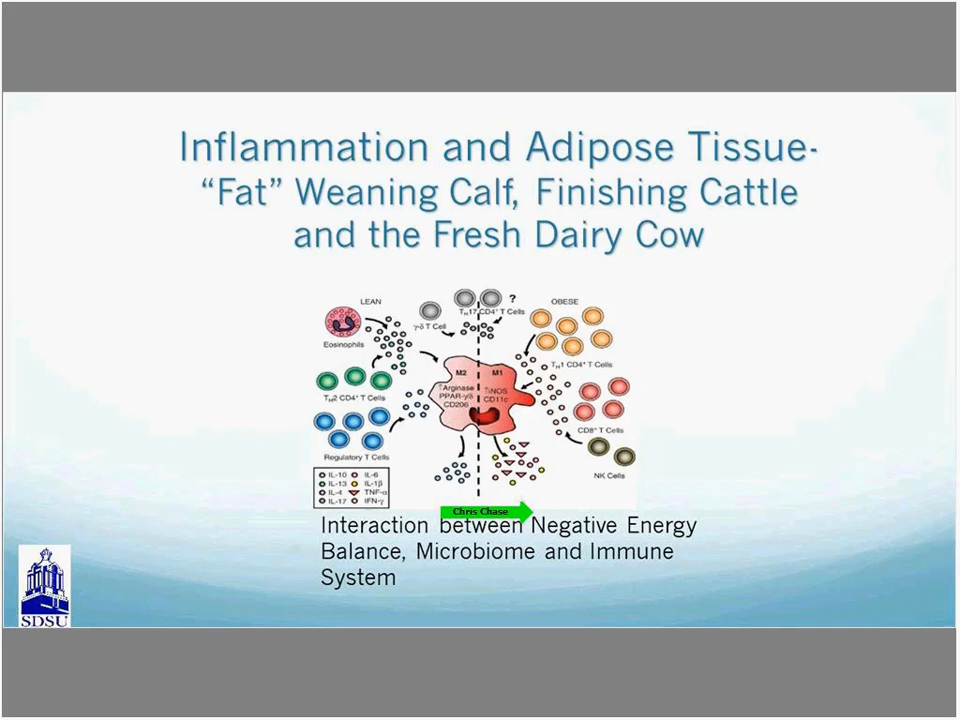 Inflammation and Adipose Tissue-
“Fat” Weaning Calf, Finishing Cattle
and the Fresh Dairy Cow
LEAN
?
OBESE
TH17 CD4+ T Cells
γ-δ T Cell
Eosinophils
TH1 CD4+ T Cells
M2
M1
↑Arginase
PPAR-γ/δ
CD206
↑iNOS
CD11c
TH2 CD4+ T Cells
CD8+ T Cells
Regulatory T Cells
NK Cells
IL-10
IL-6
IL-13
IL-1β
IL-4
TNF-α
IL-17
IFN-γ
Chris Chase
Interaction between Negative Energy
Balance, Microbiome and Immune
System
SDSU